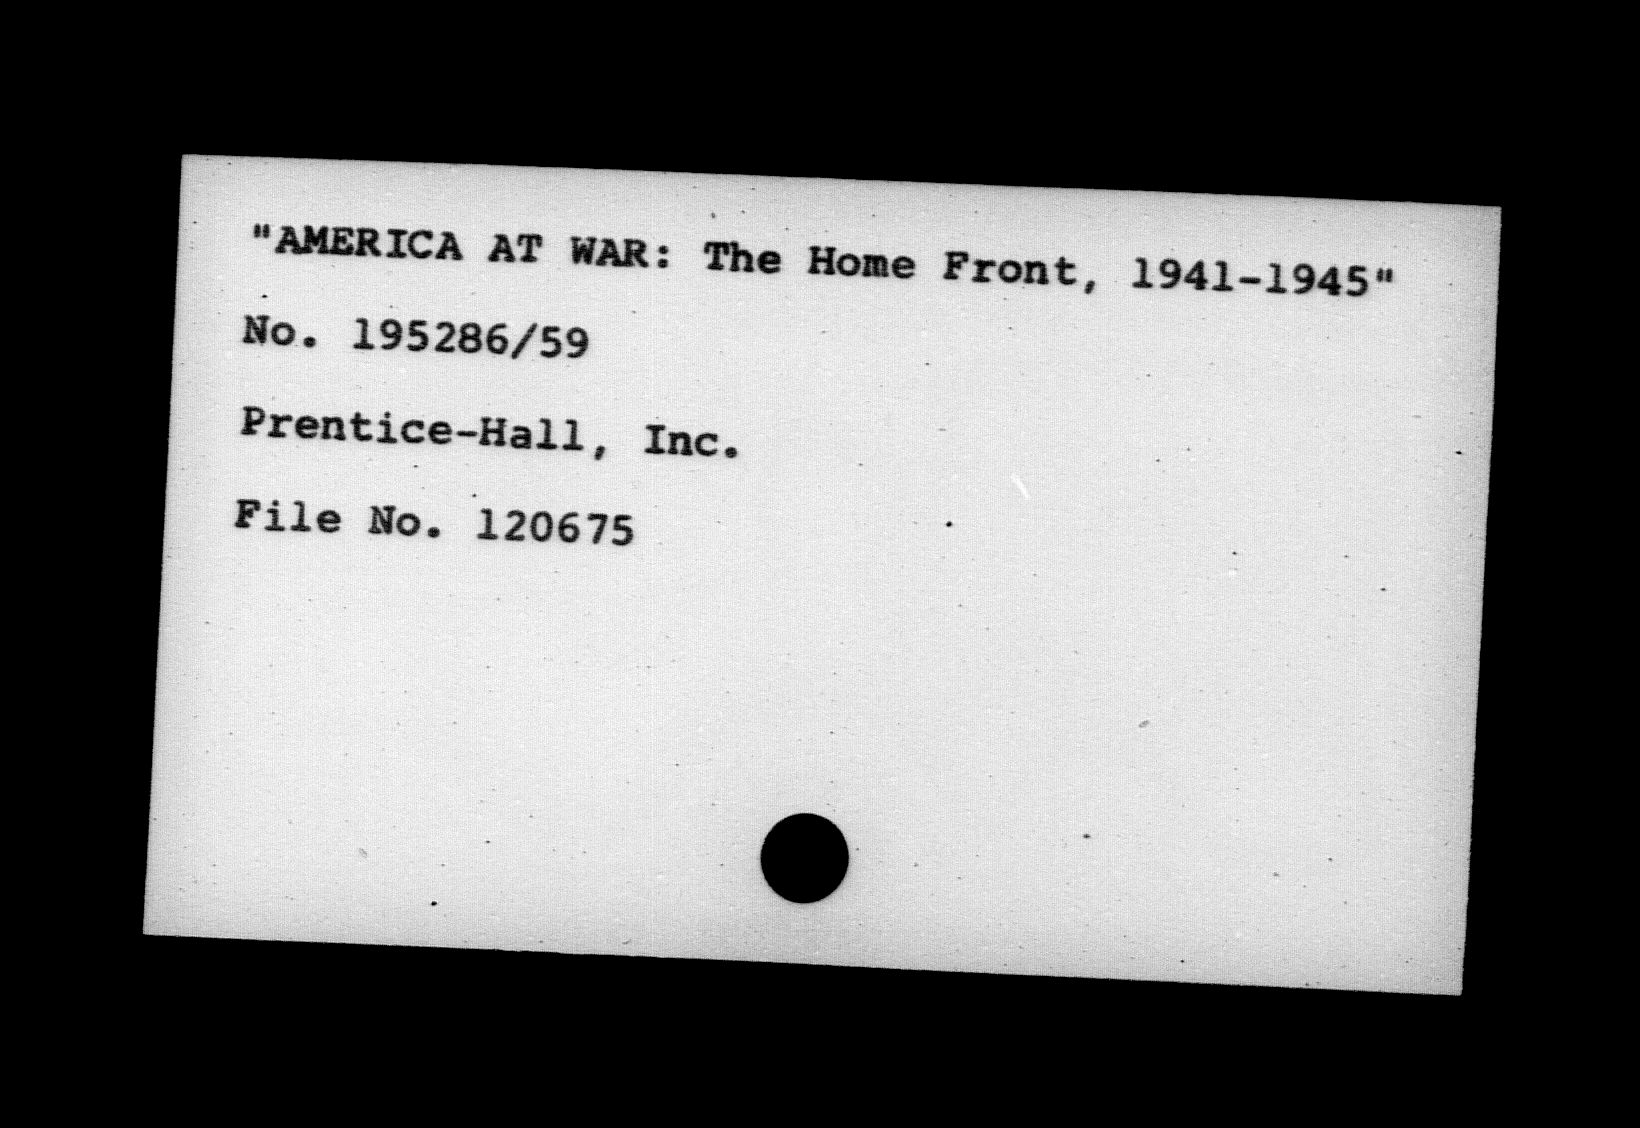 "AMERICA AT WAR: The Home Front, 1941-1945"
No. 195286/59
Prentice-Hall, Inc.
File No. 120675